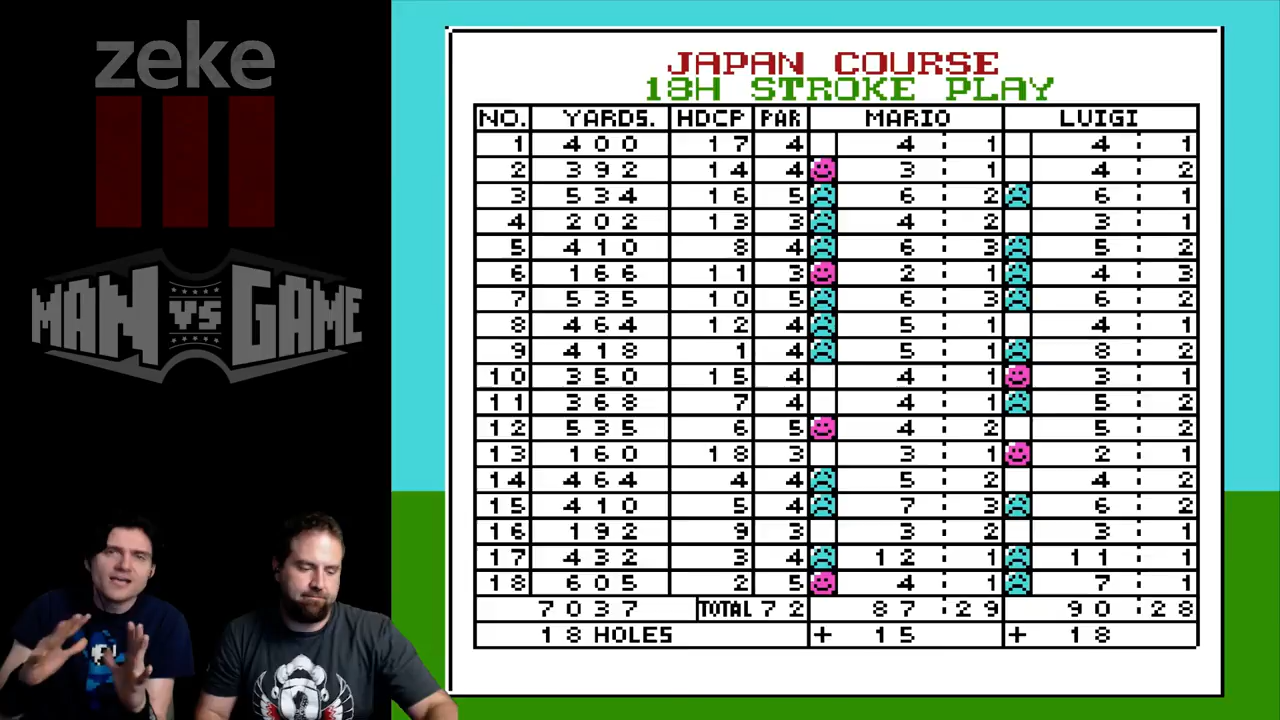 zeke
III
MAN VS GAME
JAPAN COURSE
18H STROKE PLAY
NO. YARDS. HDCP PAR MARIO LUIGI
1 400 17 4 4 1 4 1
2 392 14 4 3 1 4 2
3 534 16 5 6 2 6 1
4 202 13 3 4 2 3 1
5 410 8 4 6 3 5 2
6 166 11 3 2 1 4 3
7 535 10 5 6 3 6 2
8 464 12 4 5 1 4 1
9 418 1 4 5 1 8 2
10 350 15 4 4 1 3 1
11 368 7 4 4 1 5 2
12 535 6 5 4 2 5 2
13 160 18 3 3 1 2 1
14 464 4 4 5 2 4 2
15 410 5 4 7 3 6 2
16 192 9 3 3 2 3 1
17 432 3 4 12 1 11 1
18 605 2 5 4 1 7 1
7037 TOTAL 72 87 29 90 28
18 HOLES + 15 + 18